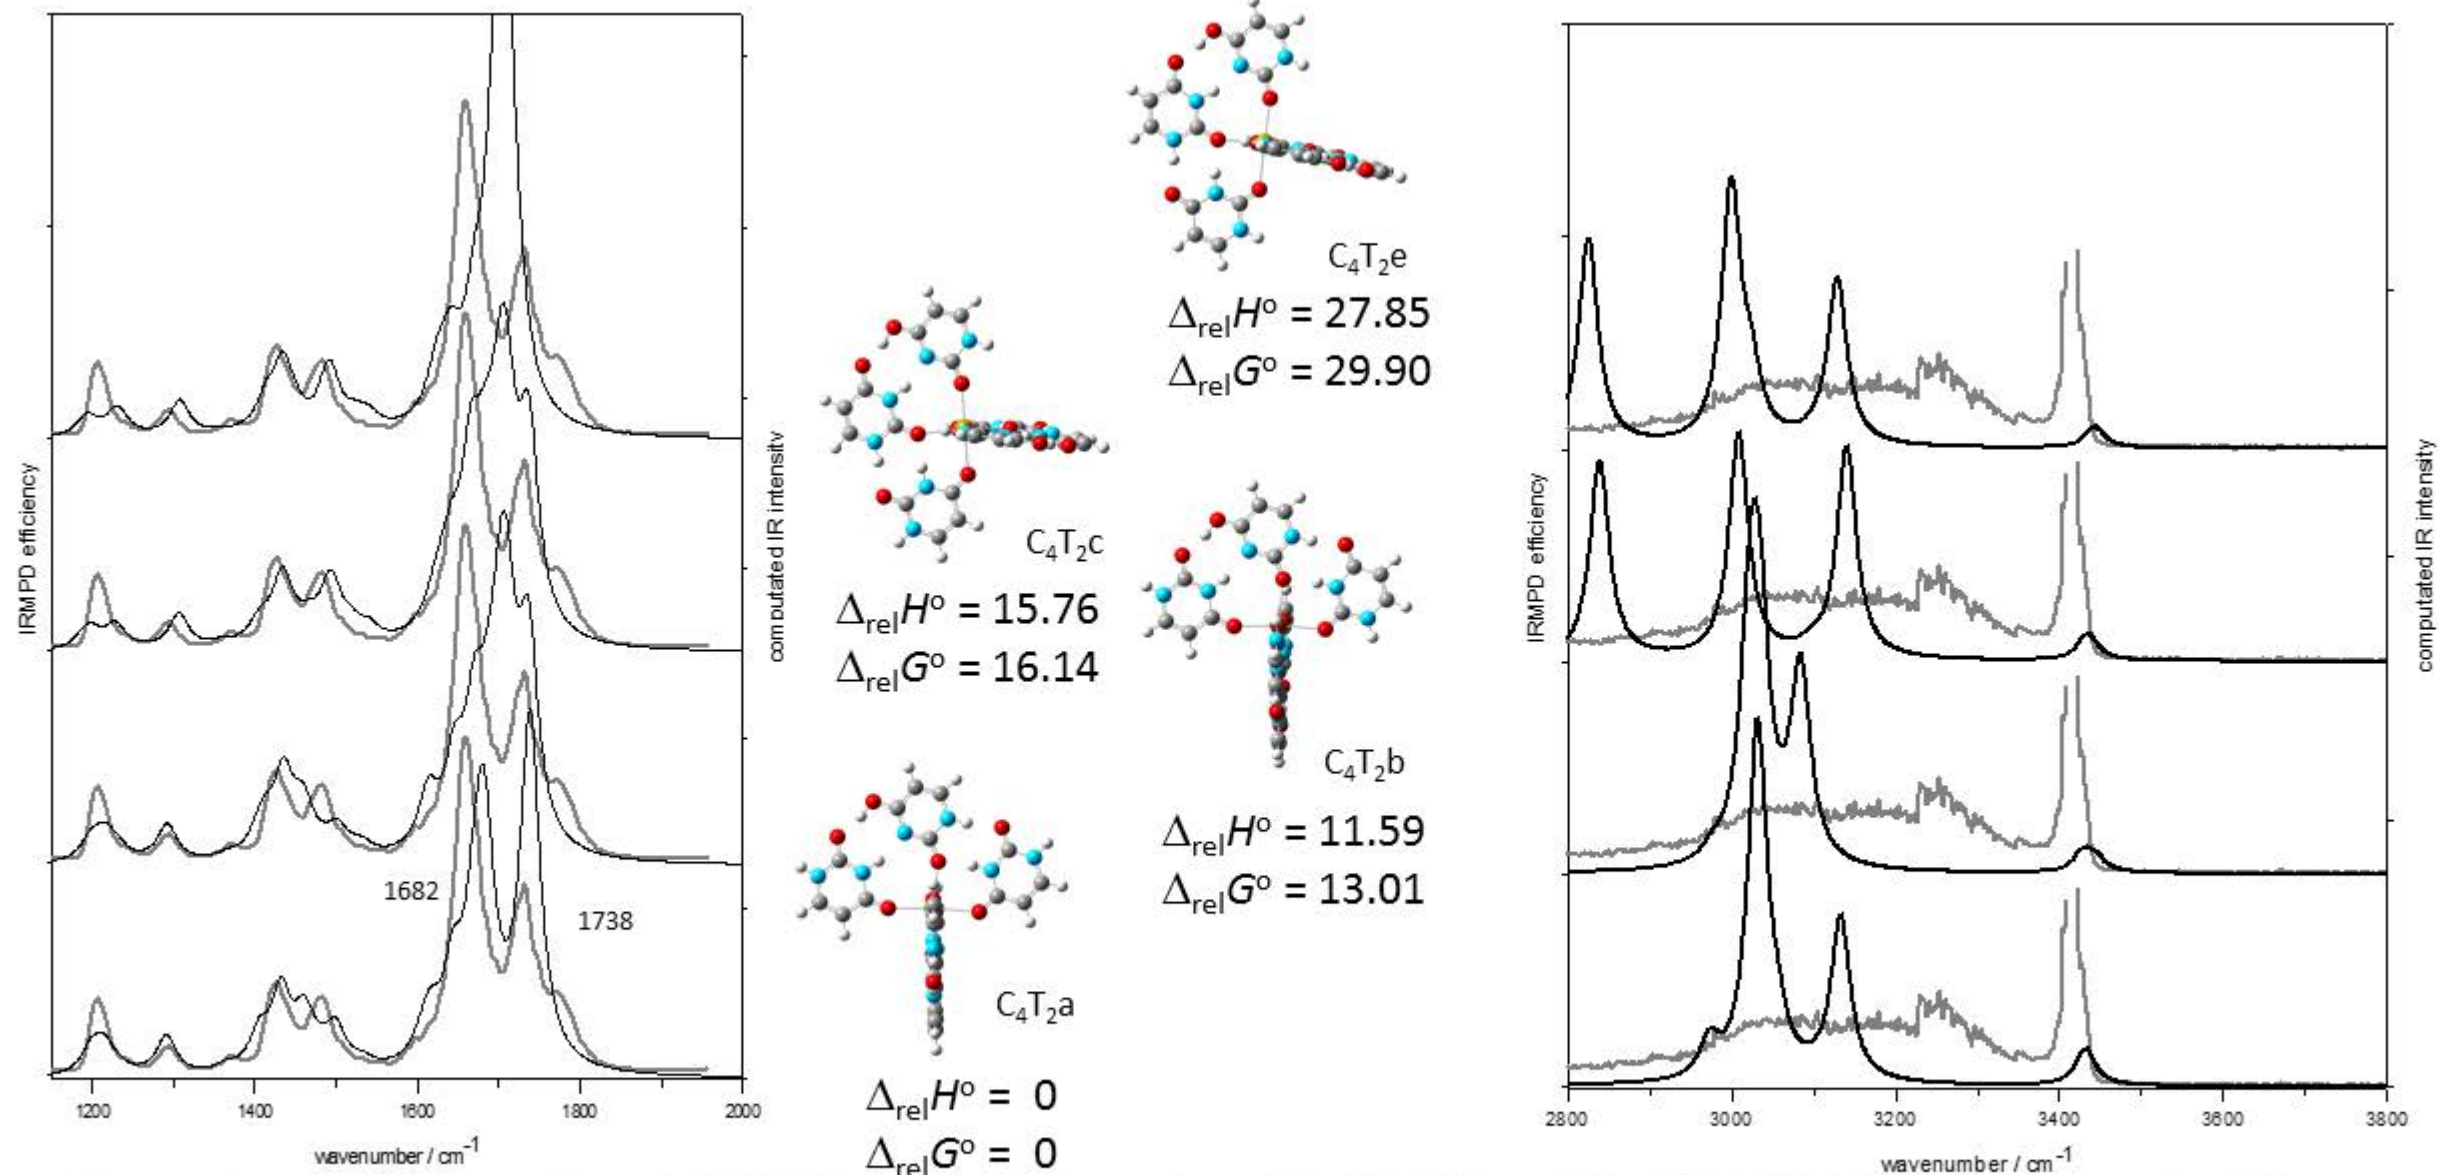 IRMPD efficiency
1682
1738
computated IR intensity
1200
1400
1600
1800
2000
wavenumber / cm⁻¹
C₄T₂e
ΔrelHº = 27.85
ΔrelGº = 29.90
C₄T₂c
ΔrelHº = 15.76
ΔrelGº = 16.14
C₄T₂b
ΔrelHº = 11.59
ΔrelGº = 13.01
C₄T₂a
ΔrelHº = 0
ΔrelGº = 0
IRMPD efficiency
computated IR intensity
2800
3000
3200
3400
3600
3800
wavenumber / cm⁻¹